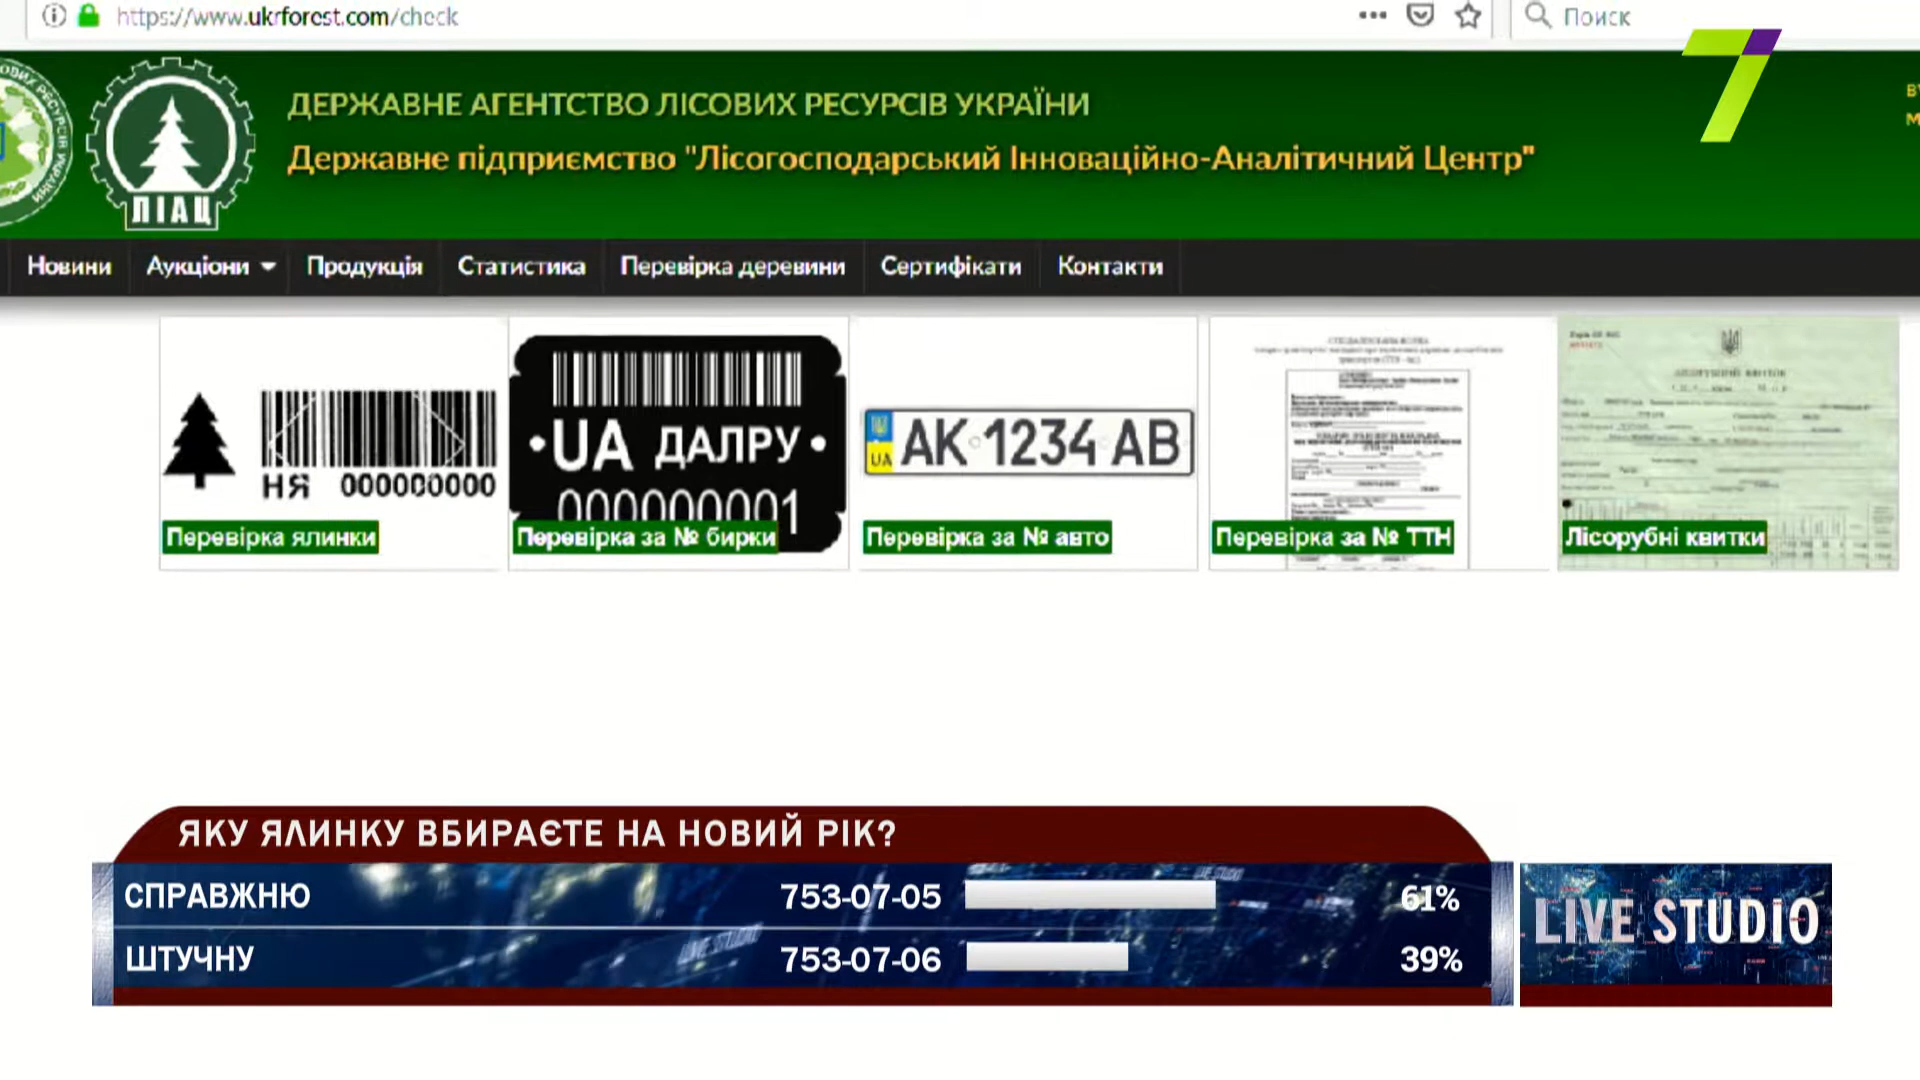 https://www.ukrforest.com/check
Поиск
7
ДЕРЖАВНЕ АГЕНТСТВО ЛІСОВИХ РЕСУРСІВ УКРАЇНИ
Державне підприємство "Лісогосподарський Інноваційно-Аналітичний Центр"
ЛІАЦ
Новини Аукціони Продукція Статистика Перевірка деревини Сертифікати Контакти
НЯ 000000000
Перевірка ялинки
UA ДАЛРУ
000000001
Перевірка за № бирки
UA АК 1234 АВ
Перевірка за № авто
Перевірка за № ТТН
Лісорубні квитки
ЯКУ ЯЛИНКУ ВБИРАЄТЕ НА НОВИЙ РІК?
СПРАВЖНЮ 753-07-05 61%
ШТУЧНУ 753-07-06 39%
LIVE STUDIO